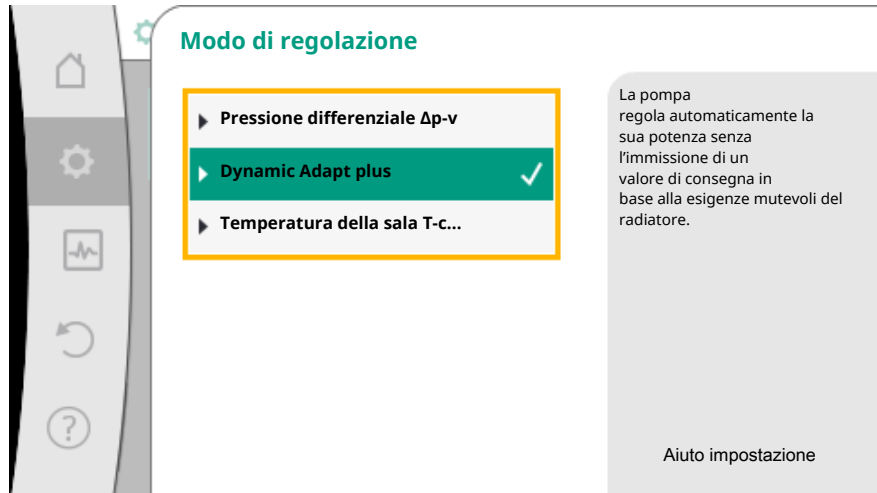 Modo di regolazione
Pressione differenziale Δp-v
Dynamic Adapt plus
Temperatura della sala T-c...
La pompa
regola automaticamente la
sua potenza senza
l'immissione di un
valore di consegna in
base alla esigenze mutevoli del
radiatore.
Aiuto impostazione